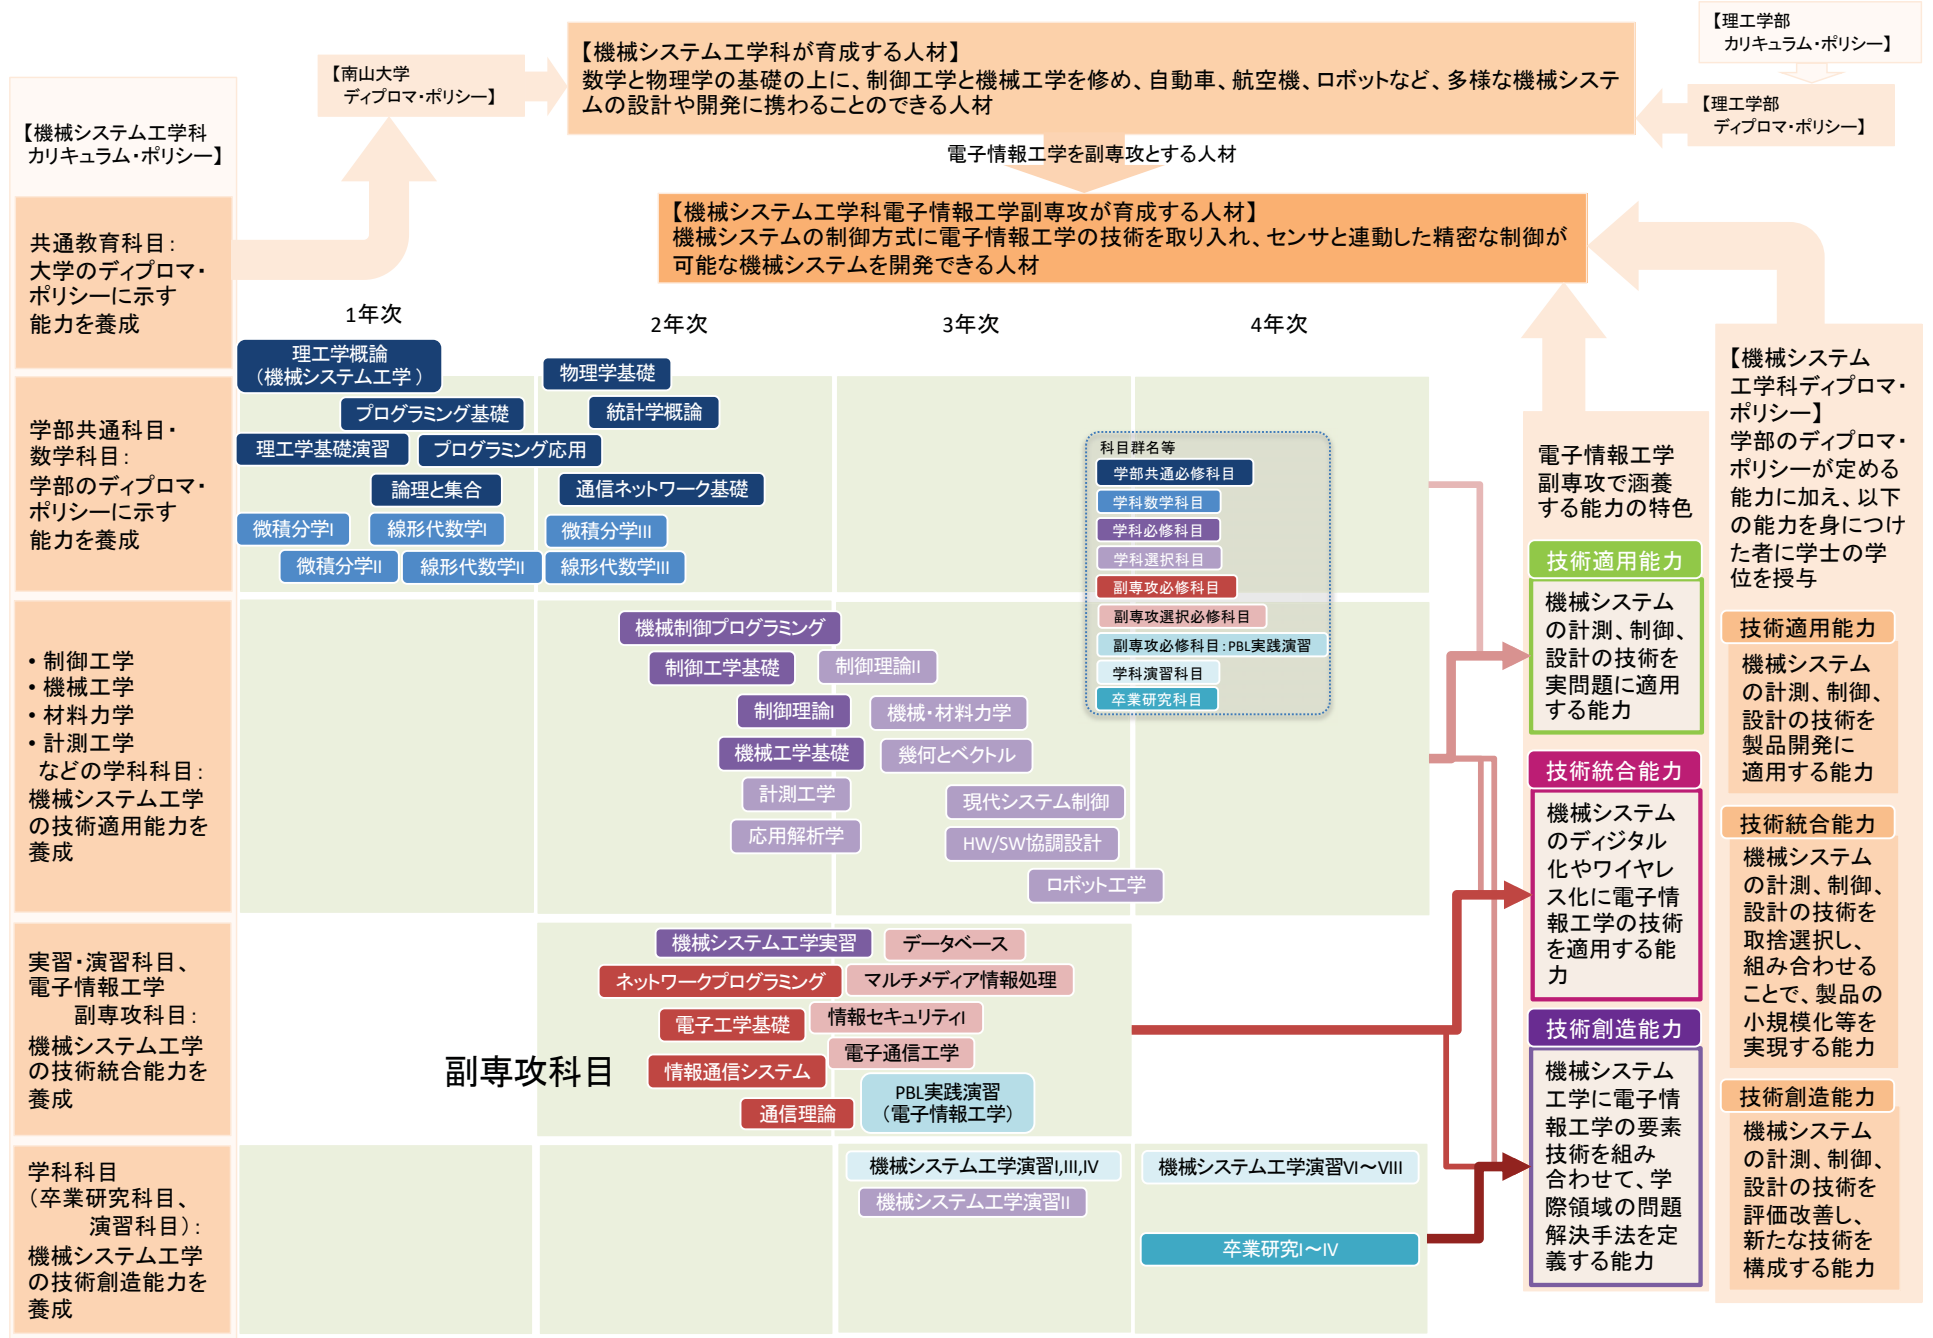 【理工学部
カリキュラム・ポリシー】
【機械システム工学科が育成する人材】
数学と物理学の基礎の上に、制御工学と機械工学を修め、自動車、航空機、ロボットなど、多様な機械システ
ムの設計や開発に携わることのできる人材
【南山大学
ディプロマ・ポリシー】
【理工学部
ディプロマ・ポリシー】
【機械システム工学科
カリキュラム・ポリシー】
電子情報工学を副専攻とする人材
【機械システム工学科電子情報工学副専攻が育成する人材】
機械システムの制御方式に電子情報工学の技術を取り入れ、センサと連動した精密な制御が
可能な機械システムを開発できる人材
共通教育科目:
大学のディプロマ・
ポリシーに示す
能力を養成
1年次
2年次
3年次
4年次
学部共通科目・
数学科目:
学部のディプロマ・
ポリシーに示す
能力を養成
理工学概論
（機械システム工学）
物理学基礎
プログラミング基礎
統計学概論
理工学基礎演習
プログラミング応用
論理と集合
通信ネットワーク基礎
微積分学I
線形代数学I
微積分学III
微積分学II
線形代数学II
線形代数学III
科目群名等
学部共通必修科目
学科数学科目
学科必修科目
学科選択科目
副専攻必修科目
副専攻選択必修科目
副専攻必修科目:PBL実践演習
学科演習科目
卒業研究科目
・制御工学
・機械工学
・材料力学
・計測工学
などの学科科目:
機械システム工学
の技術適用能力を
養成
機械制御プログラミング
制御工学基礎
制御理論II
制御理論I
機械・材料力学
機械工学基礎
幾何とベクトル
計測工学
現代システム制御
応用解析学
HW/SW協調設計
ロボット工学
実習・演習科目、
電子情報工学
副専攻科目:
機械システム工学
の技術統合能力を
養成
副専攻科目
機械システム工学実習
データベース
ネットワークプログラミング
マルチメディア情報処理
電子工学基礎
情報セキュリティI
電子通信工学
情報通信システム
PBL実践演習
（電子情報工学）
通信理論
学科科目
（卒業研究科目、
演習科目）:
機械システム工学
の技術創造能力を
養成
機械システム工学演習I,III,IV
機械システム工学演習VI～VIII
機械システム工学演習II
卒業研究I～IV
電子情報工学
副専攻で涵養
する能力の特色
技術適用能力
機械システム
の計測、制御、
設計の技術を
実問題に適用
する能力
技術統合能力
機械システム
のディジタル
化やワイヤレ
ス化に電子情
報工学の技術
を適用する能
力
技術創造能力
機械システム
工学に電子情
報工学の要素
技術を組み
合わせて、学
際領域の問題
解決手法を定
義する能力
【機械システム
工学科ディプロマ・
ポリシー】
学部のディプロマ・
ポリシーが定める
能力に加え、以下
の能力を身につけ
た者に学士の学
位を授与
技術適用能力
機械システム
の計測、制御、
設計の技術を
製品開発に
適用する能力
技術統合能力
機械システム
の計測、制御、
設計の技術を
取捨選択し、
組み合わせる
ことで、製品の
小規模化等を
実現する能力
技術創造能力
機械システム
の計測、制御、
設計の技術を
評価改善し、
新たな技術を
構成する能力